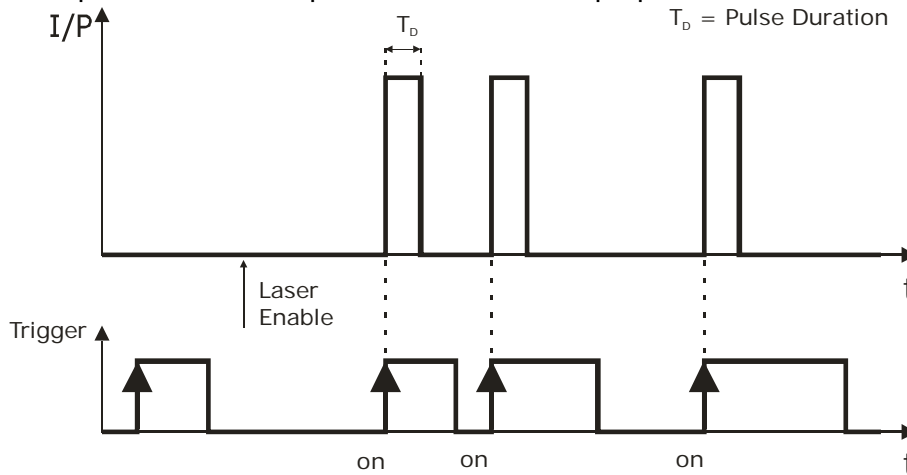 I/P
T_D
T_D = Pulse Duration
Laser
Enable
t
Trigger
on
on
on
t